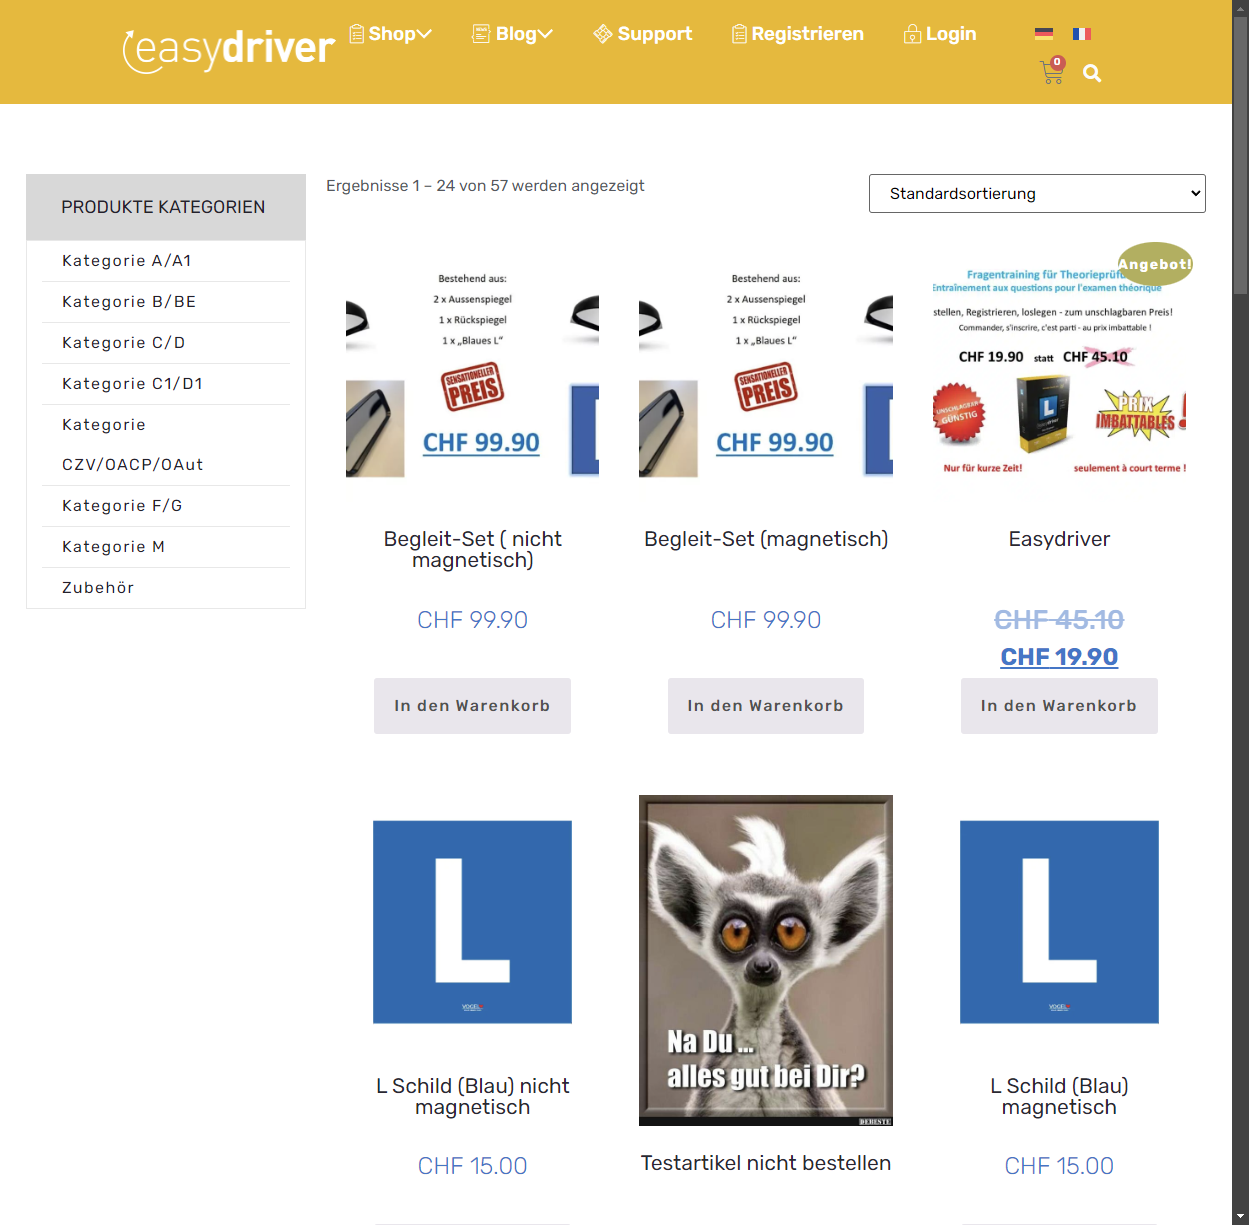 easydriver
Shop
Blog
Support
Registrieren
Login
0
PRODUKTE KATEGORIEN
Kategorie A/A1
Kategorie B/BE
Kategorie C/D
Kategorie C1/D1
Kategorie
CZV/OACP/OAut
Kategorie F/G
Kategorie M
Zubehör
Ergebnisse 1 – 24 von 57 werden angezeigt
Standardsortierung
Bestehend aus:
2 x Aussenspiegel
1 x Rückspiegel
1 x „Blaues L“
SENSATIONELLER
PREIS
CHF 99.90
Begleit-Set ( nicht
magnetisch)
CHF 99.90
In den Warenkorb
Bestehend aus:
2 x Aussenspiegel
1 x Rückspiegel
1 x „Blaues L“
SENSATIONELLER
PREIS
CHF 99.90
Begleit-Set (magnetisch)
CHF 99.90
In den Warenkorb
Angebot!
Fragentraining für Theorieprüfu
Entraînement aux questions pour l'examen théorique
stellen, Registrieren, loslegen - zum unschlagbaren Preis!
Commander, s'inscrire, c'est parti - au prix imbattable !
CHF 19.90 statt CHF 45.10
UNSCHLAGBAR
GÜNSTIG
L
PRIX
IMBATTABLES
Nur für kurze Zeit!
seulement à court terme !
Easydriver
CHF 45.10
CHF 19.90
In den Warenkorb
L
VOGEL
L Schild (Blau) nicht
magnetisch
CHF 15.00
Na Du ...
alles gut bei Dir?
DEBESTE
Testartikel nicht bestellen
L
VOGEL
L Schild (Blau)
magnetisch
CHF 15.00